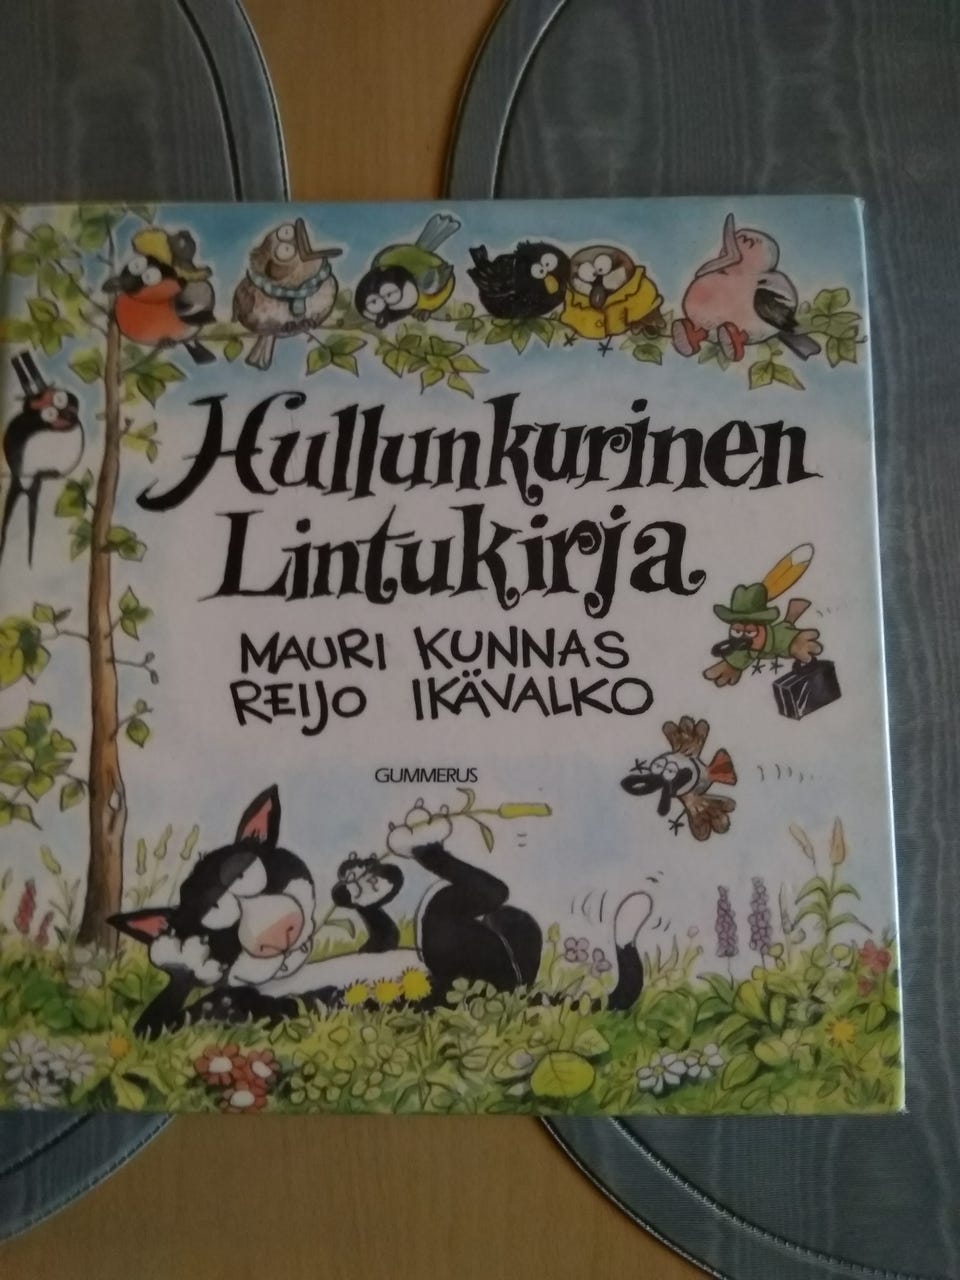 Hullunkurinen
Lintukirja
MAURI KUNNAS
REIJO IKÄVALKO
GUMMERUS